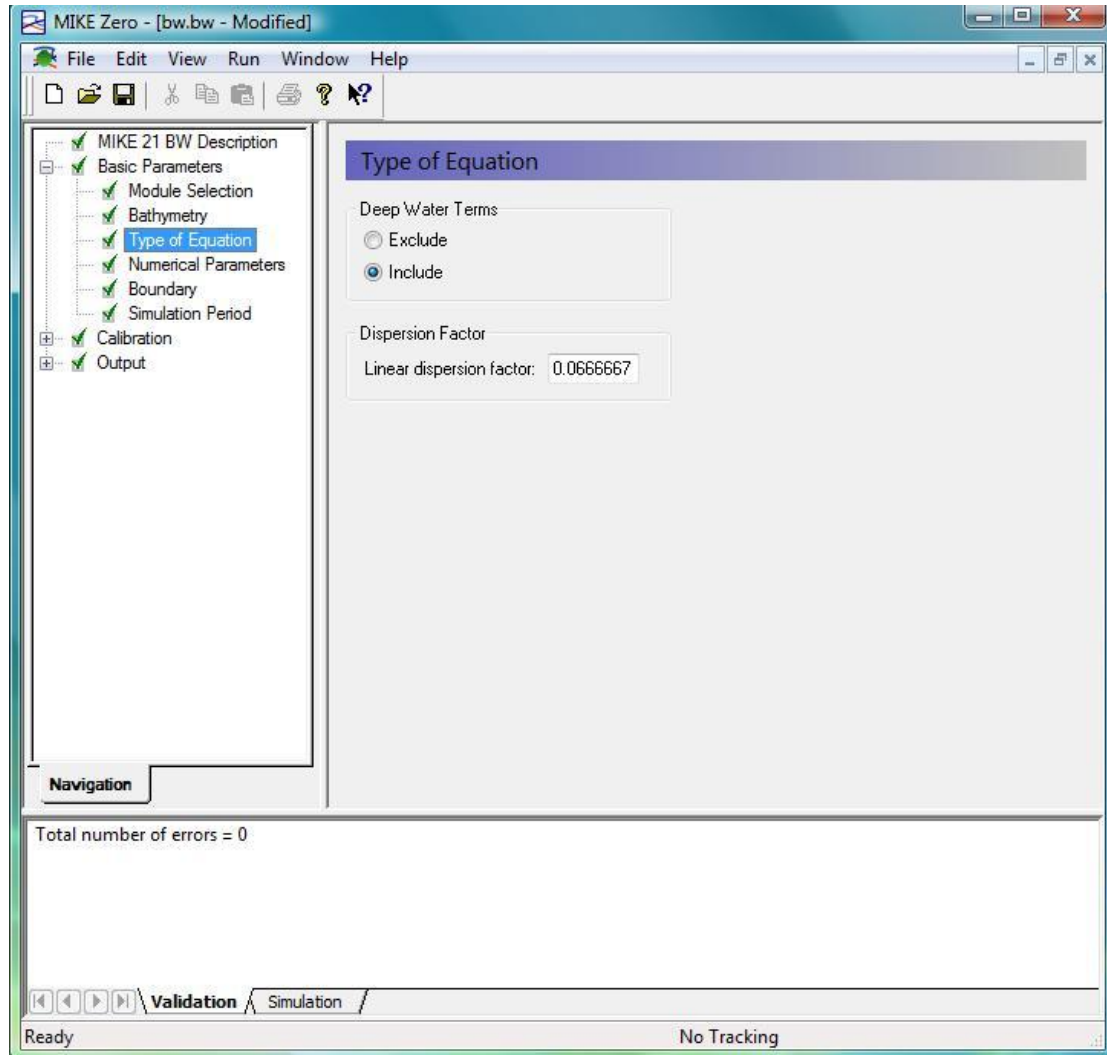 MIKE Zero - [bw.bw - Modified]
File Edit View Run Window Help
MIKE 21 BW Description
Basic Parameters
Module Selection
Bathymetry
Type of Equation
Numerical Parameters
Boundary
Simulation Period
Calibration
Output
Navigation
Type of Equation
Deep Water Terms
Exclude
Include
Dispersion Factor
Linear dispersion factor: 0.0666667
Total number of errors = 0
Validation Simulation
Ready No Tracking